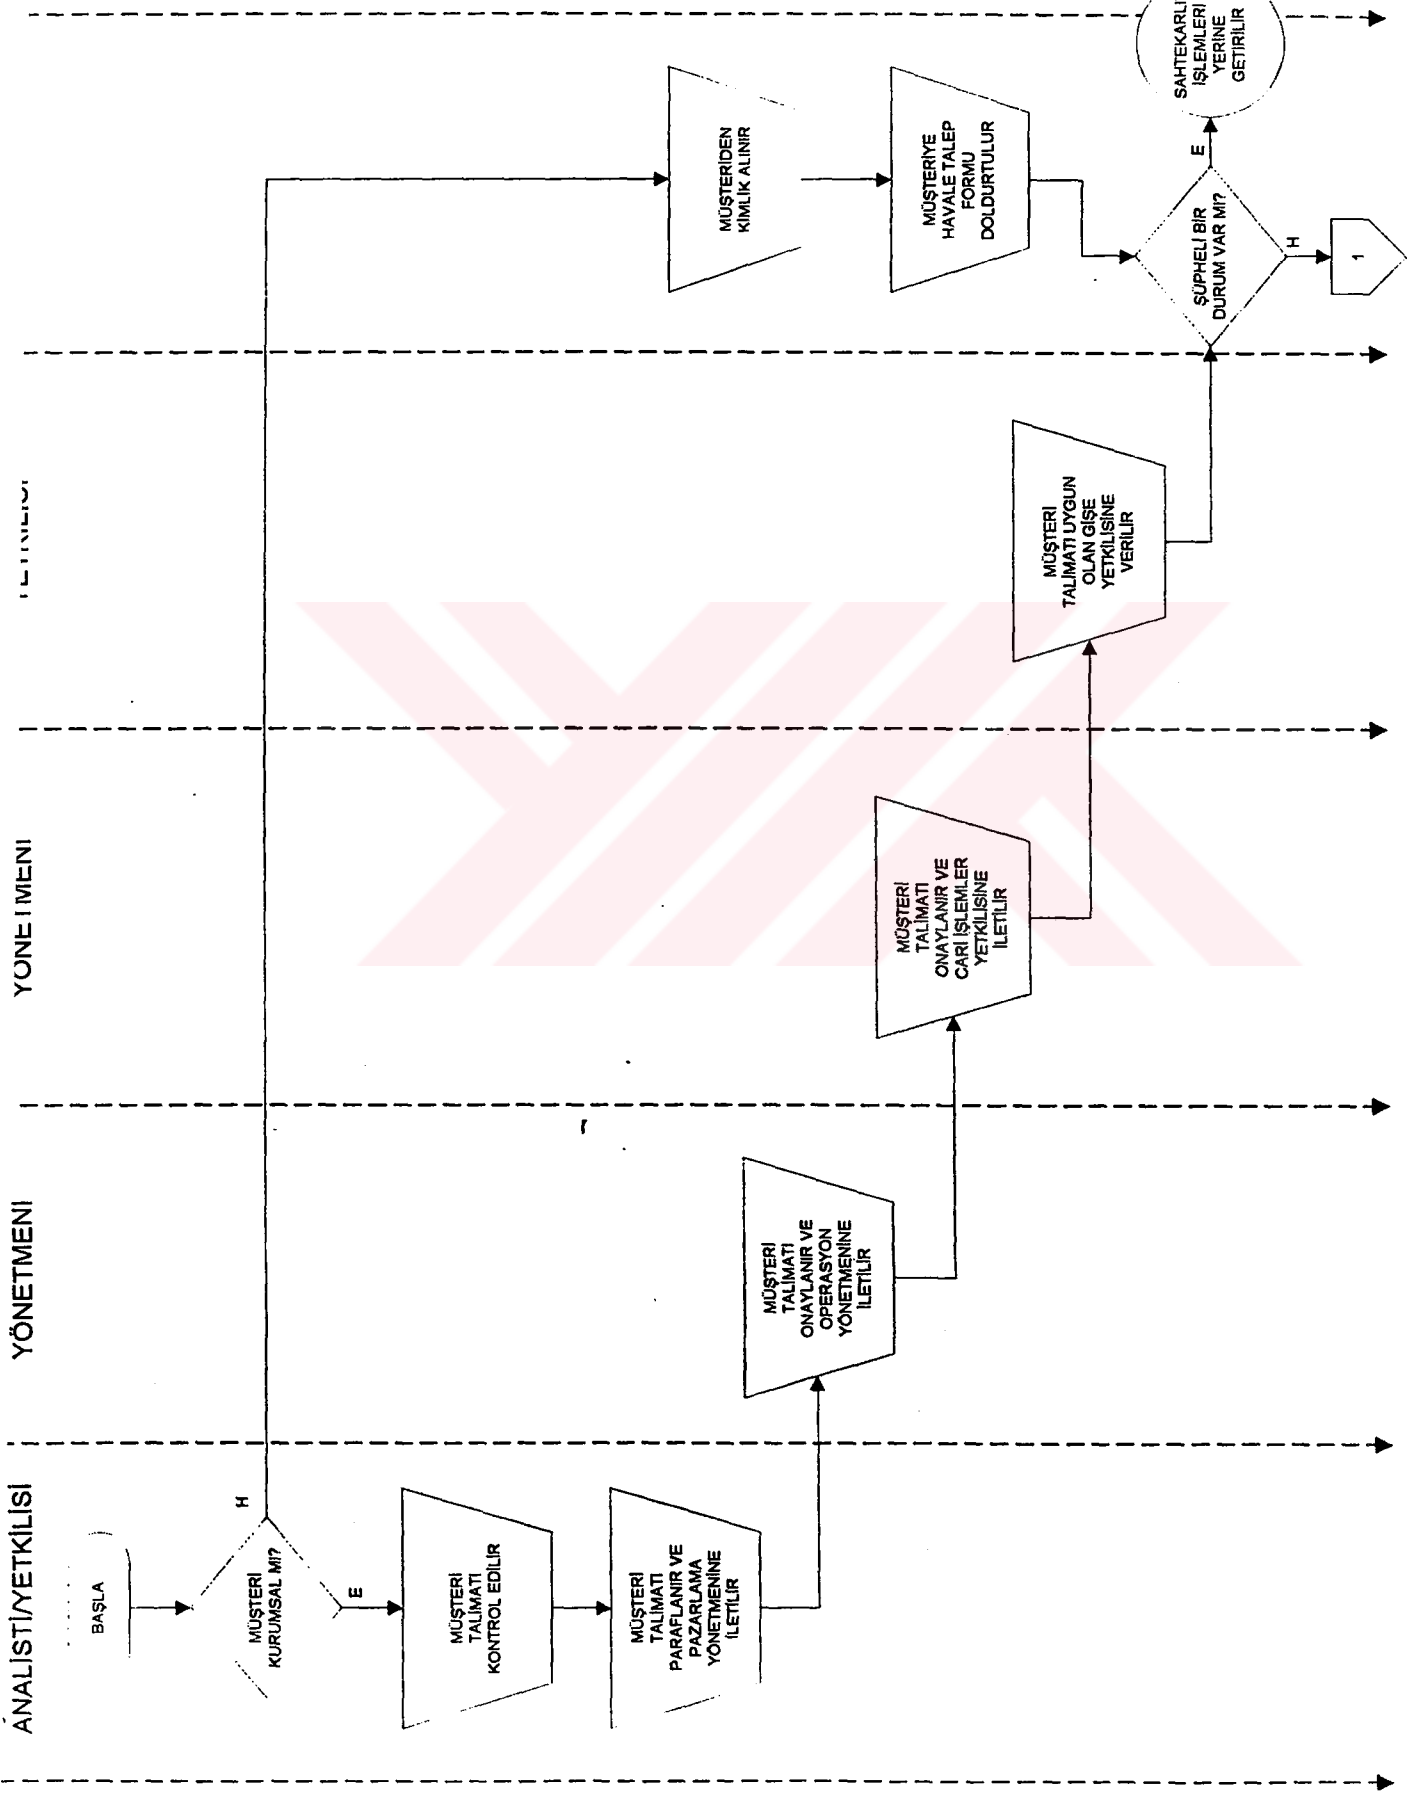 ANALİSTİ/YETKİLİSİ
YÖNETMENİ
YÖNETMENİ
BAŞLA
MÜŞTERİ
KURUMSAL MI?
H
E
MÜŞTERİ
TALİMATI
KONTROL EDİLİR
MÜŞTERİ
TALİMATI
PARAFLANIR VE
PAZARLAMA
YÖNETMENİNE
İLETİLİR
MÜŞTERİ
TALİMATI
ONAYLANIR VE
OPERASYON
YÖNETMENİNE
İLETİLİR
MÜŞTERİ
TALİMATI
ONAYLANIR VE
CARİ İŞLEMLER
YETKİLİSİNE
İLETİLİR
MÜŞTERİ
TALİMATI UYGUN
OLAN GİŞE
YETKİLİSİNE
VERİLİR
MÜŞTERİDEN
KİMLİK ALINIR
MÜŞTERİYE
HAVALE TALEP
FORMU
DOLDURTULUR
ŞÜPHELİ BİR
DURUM VAR MI?
E
H
SAHTEKARLI
İŞLEMLERİ
YERİNE
GETİRİLİR
1